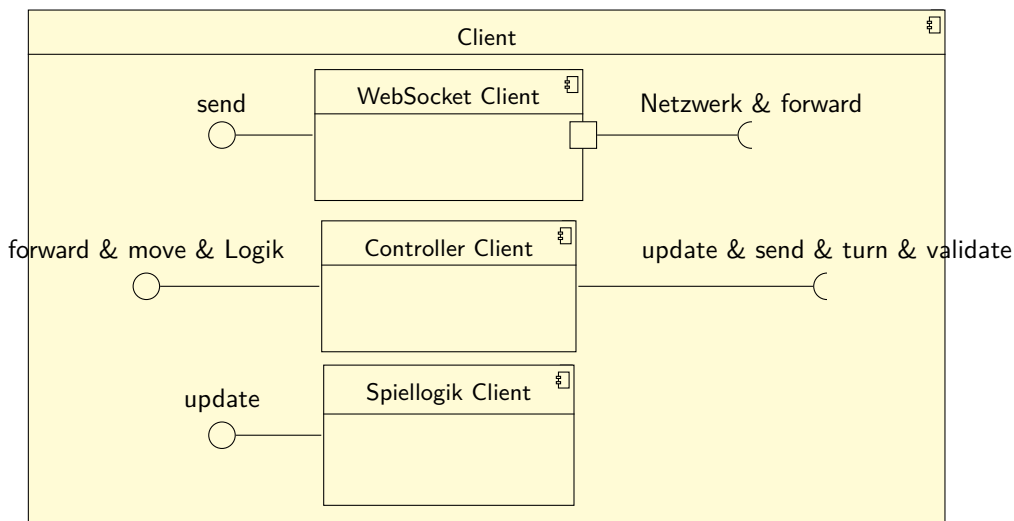 Client
WebSocket Client
send
Netzwerk & forward
Controller Client
forward & move & Logik
update & send & turn & validate
Spiellogik Client
update